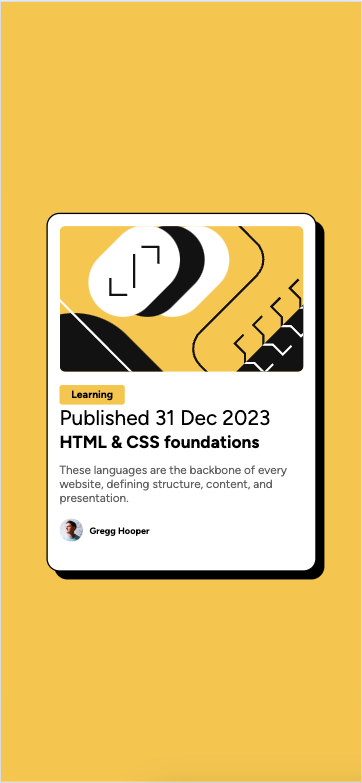 Learning
Published 31 Dec 2023
HTML & CSS foundations
These languages are the backbone of every
website, defining structure, content, and
presentation.
Gregg Hooper